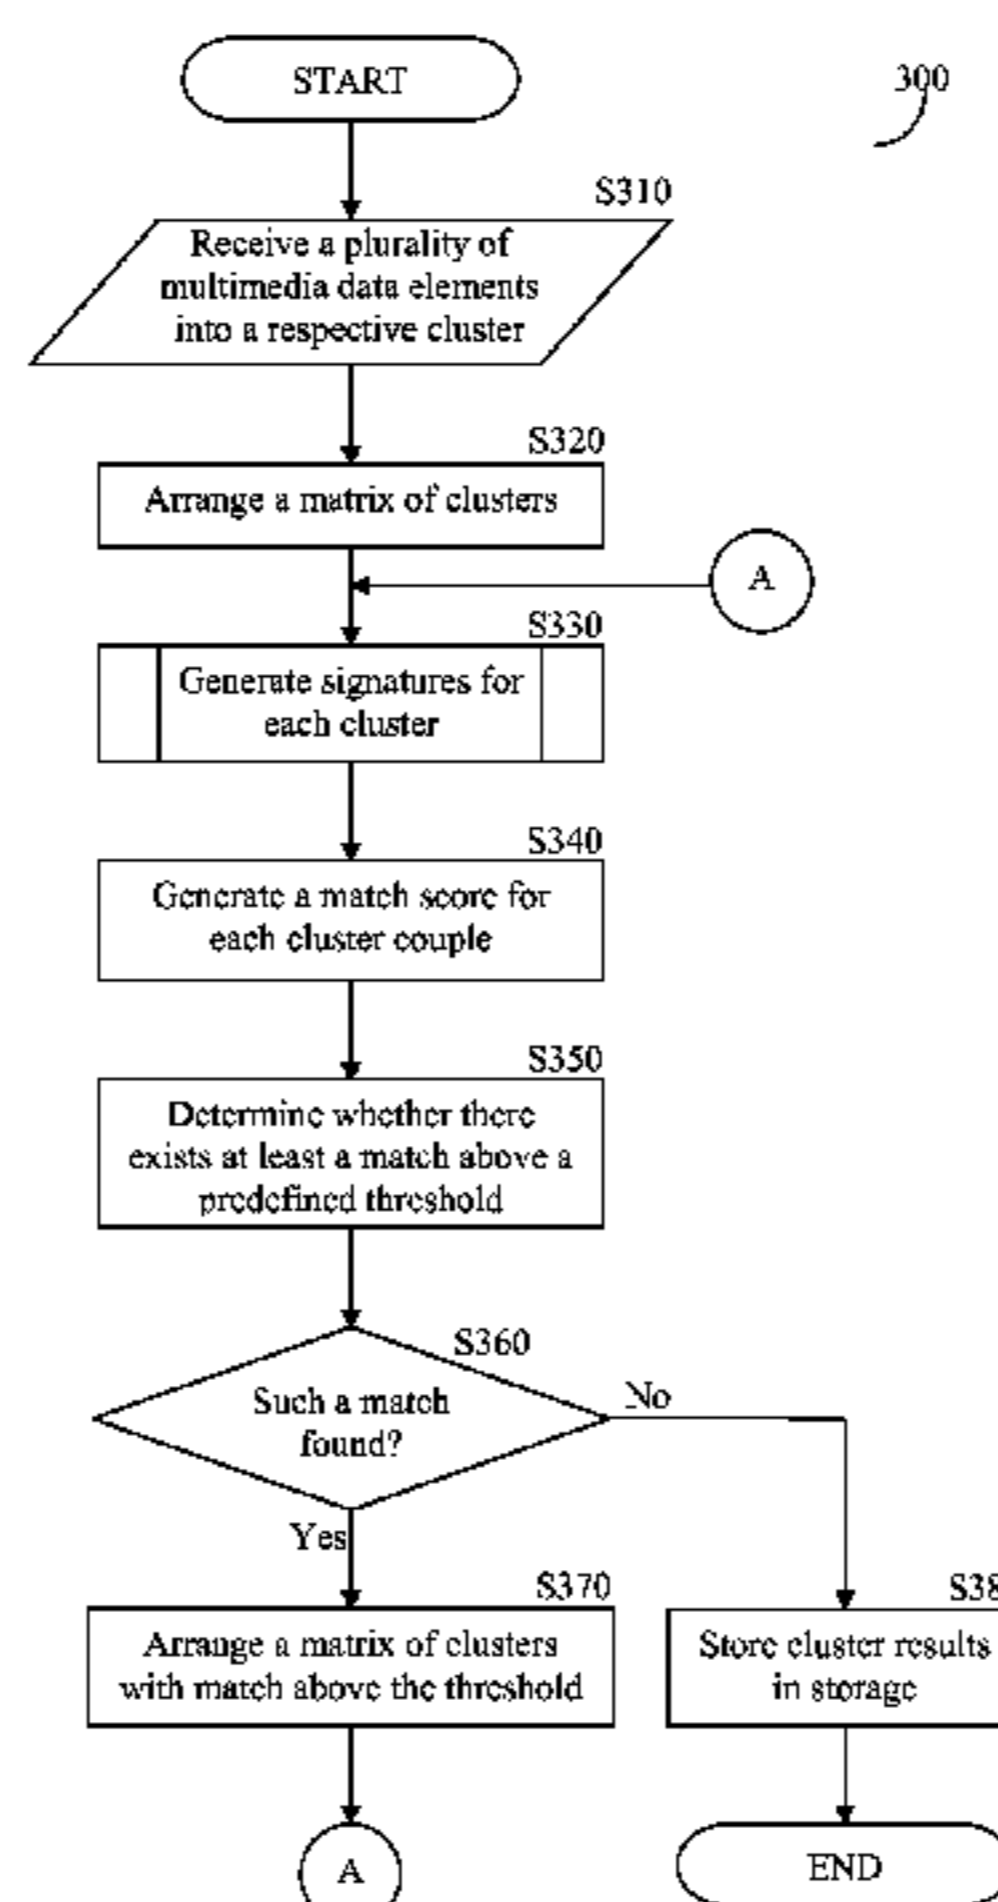 START
300
S310
Receive a plurality of
multimedia data elements
into a respective cluster
S320
Arrange a matrix of clusters
A
S330
Generate signatures for
each cluster
S340
Generate a match score for
each cluster couple
S350
Determine whether there
exists at least a match above a
predefined threshold
S360
Such a match
found?
No
Yes
S370
Arrange a matrix of clusters
with match above the threshold
S38
Store cluster results
in storage
A
END